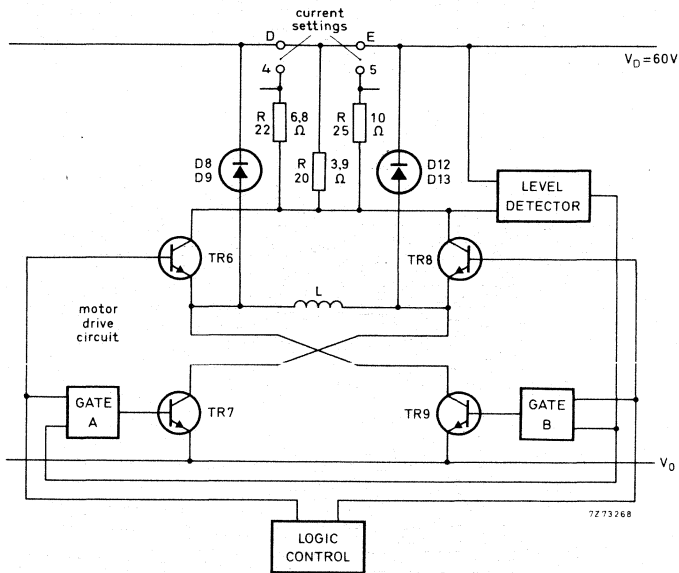 current
settings
D E
V_D=60V
4 5
R 22 6,8 Ω
R 25 10 Ω
R 20 3,9 Ω
D8
D9
D12
D13
LEVEL
DETECTOR
TR6
TR8
L
motor
drive
circuit
GATE
A
TR7
TR9
GATE
B
V_0
7Z73268
LOGIC
CONTROL